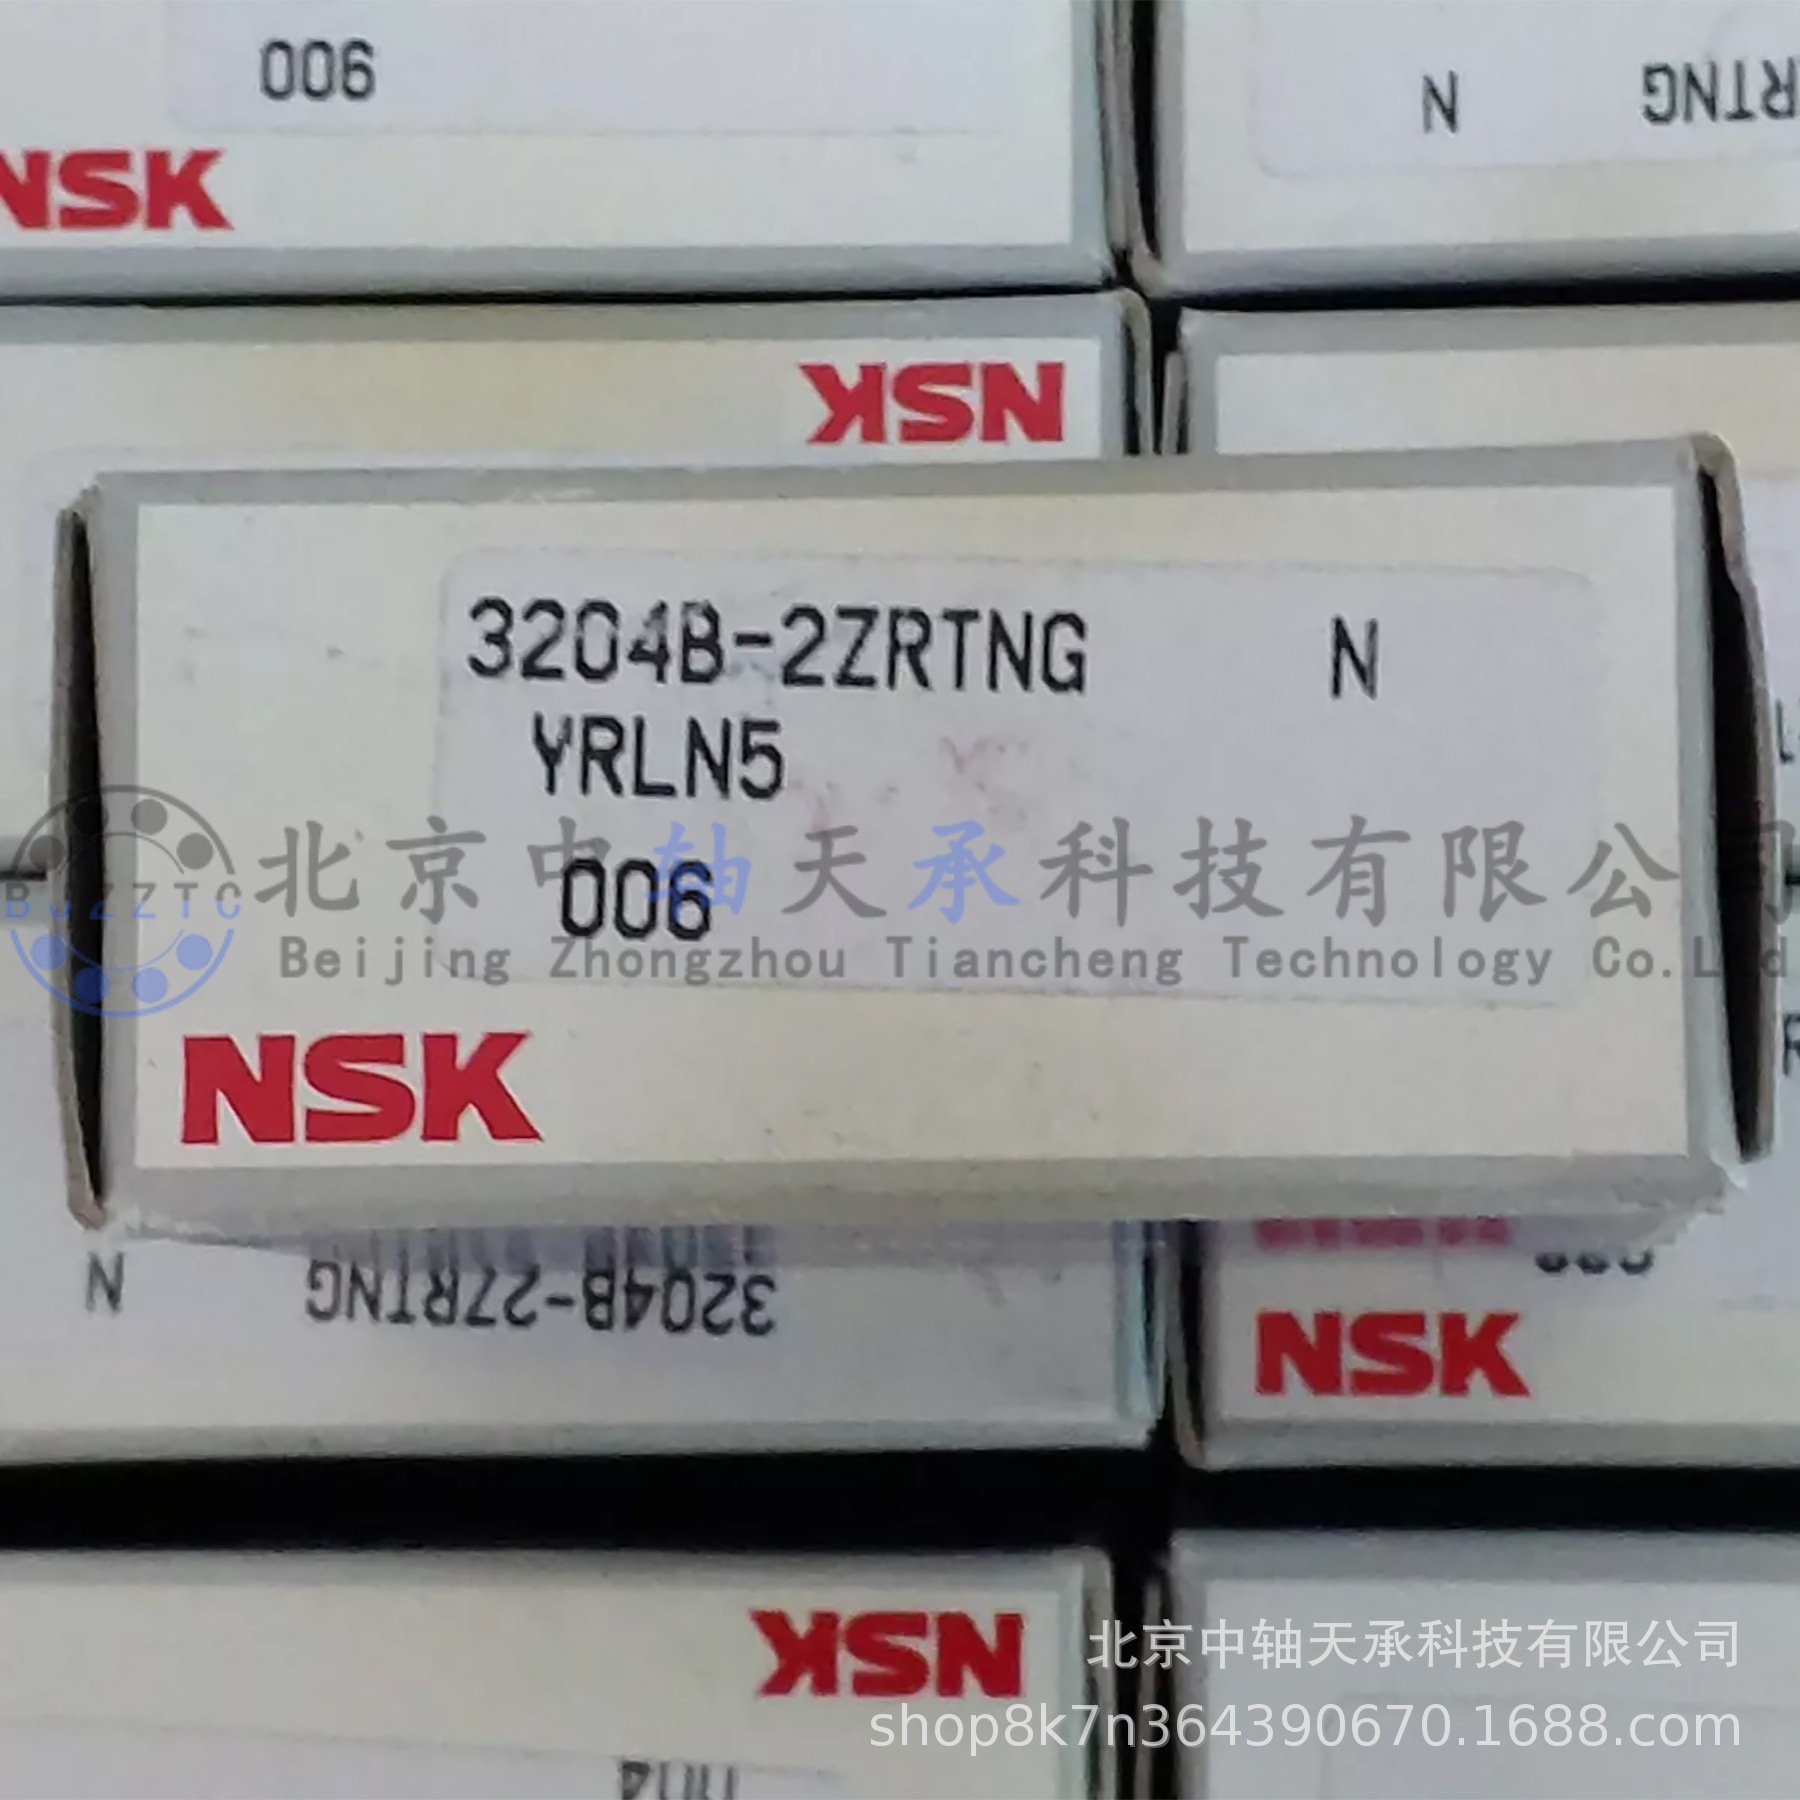 006
NSK
N
RTNG
NSK
3204B-2ZRTNG N
YRLN5
006
NSK
BJZZTC
北京中轴天承科技有限公司
Beijing Zhongzhou Tiancheng Technology Co.Ltd
N
3204B-2ZRTNG
NSK
NSK
北京中轴天承科技有限公司
shop8k7n364390670.1688.com